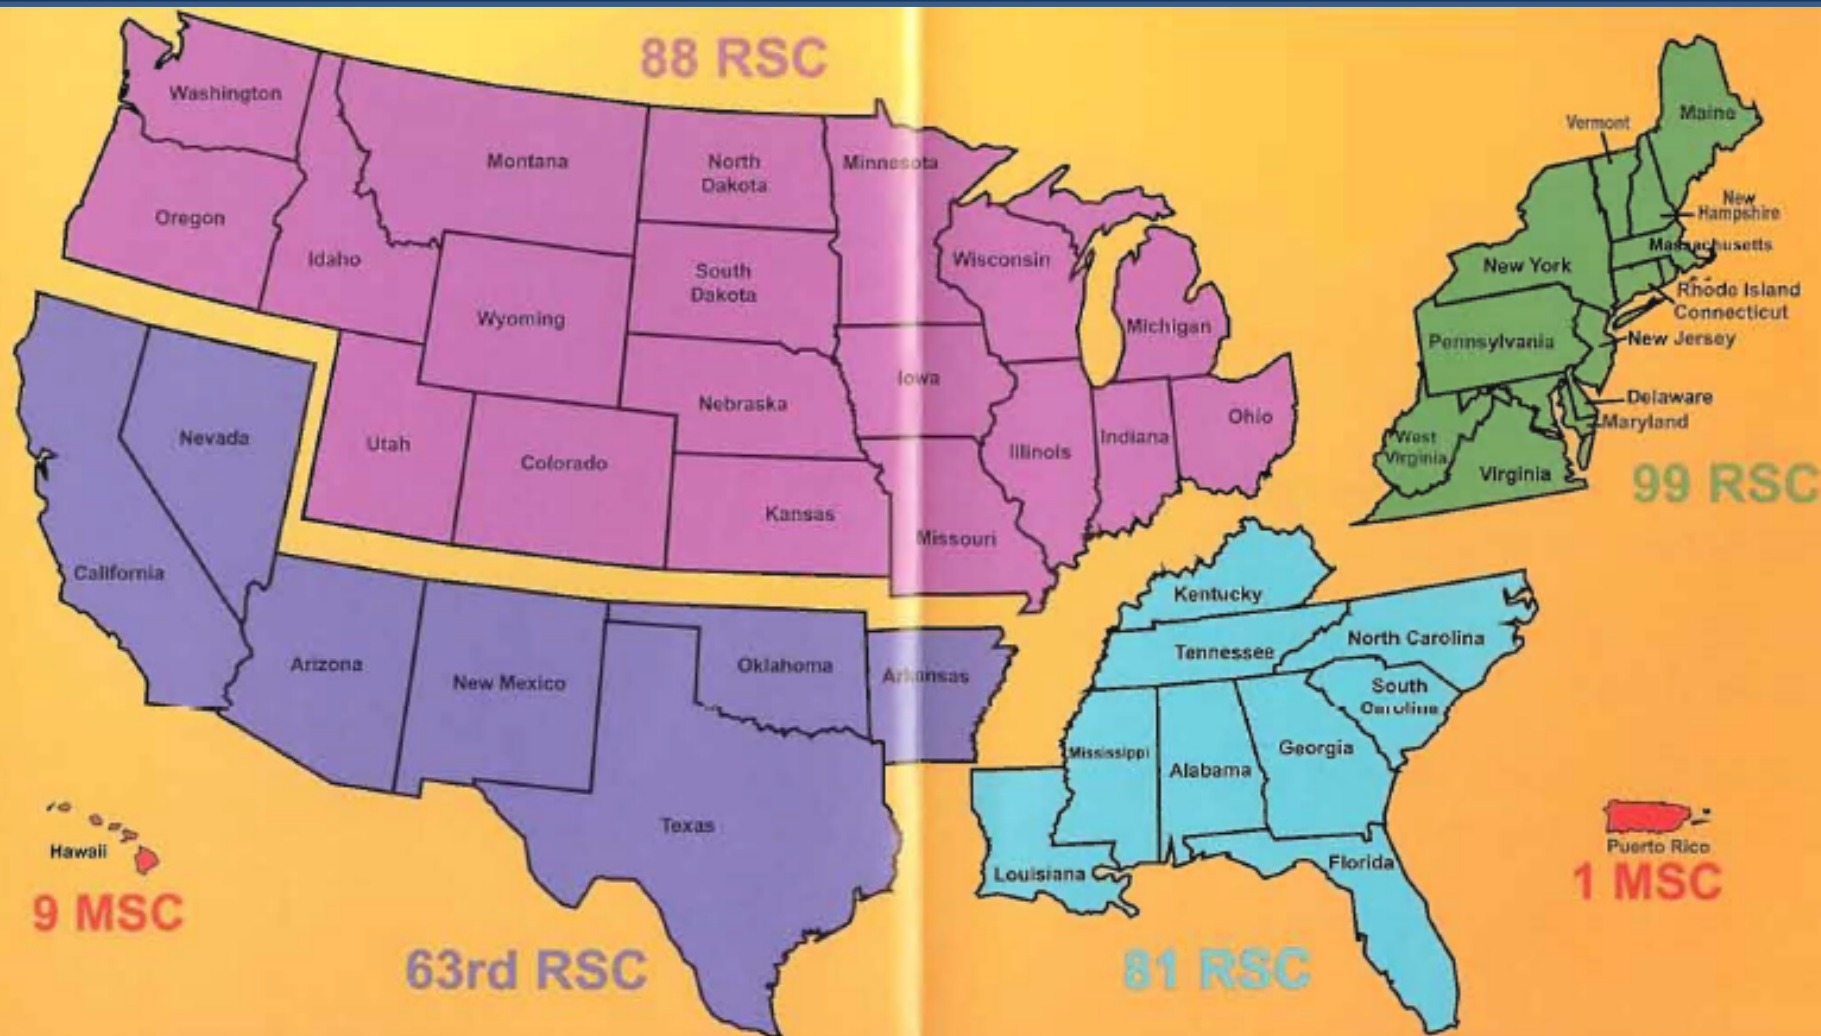 88 RSC
Washington
Montana
North
Dakota
Minnesota
Oregon
Idaho
South
Dakota
Wisconsin
Wyoming
Michigan
Iowa
Nebraska
Utah
Colorado
Illinois
Indiana
Ohio
Kansas
Missouri
Maine
Vermont
New
Hampshire
Massachusetts
New York
Rhode Island
Connecticut
Pennsylvania
New Jersey
Delaware
Maryland
West
Virginia
Virginia
99 RSC
Nevada
California
Arizona
New Mexico
Oklahoma
Arkansas
Texas
63rd RSC
Kentucky
Tennessee
North Carolina
South
Carolina
Mississippi
Alabama
Georgia
Louisiana
Florida
81 RSC
Hawaii
9 MSC
Puerto Rico
1 MSC